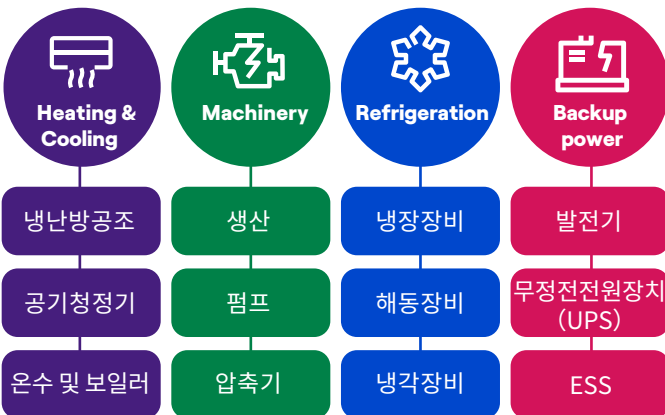 Heating &
Cooling
Machinery
Refrigeration
Backup
power
냉난방공조
생산
냉장장비
발전기
공기청정기
펌프
해동장비
무정전전원장치
(UPS)
온수 및 보일러
압축기
냉각장비
ESS